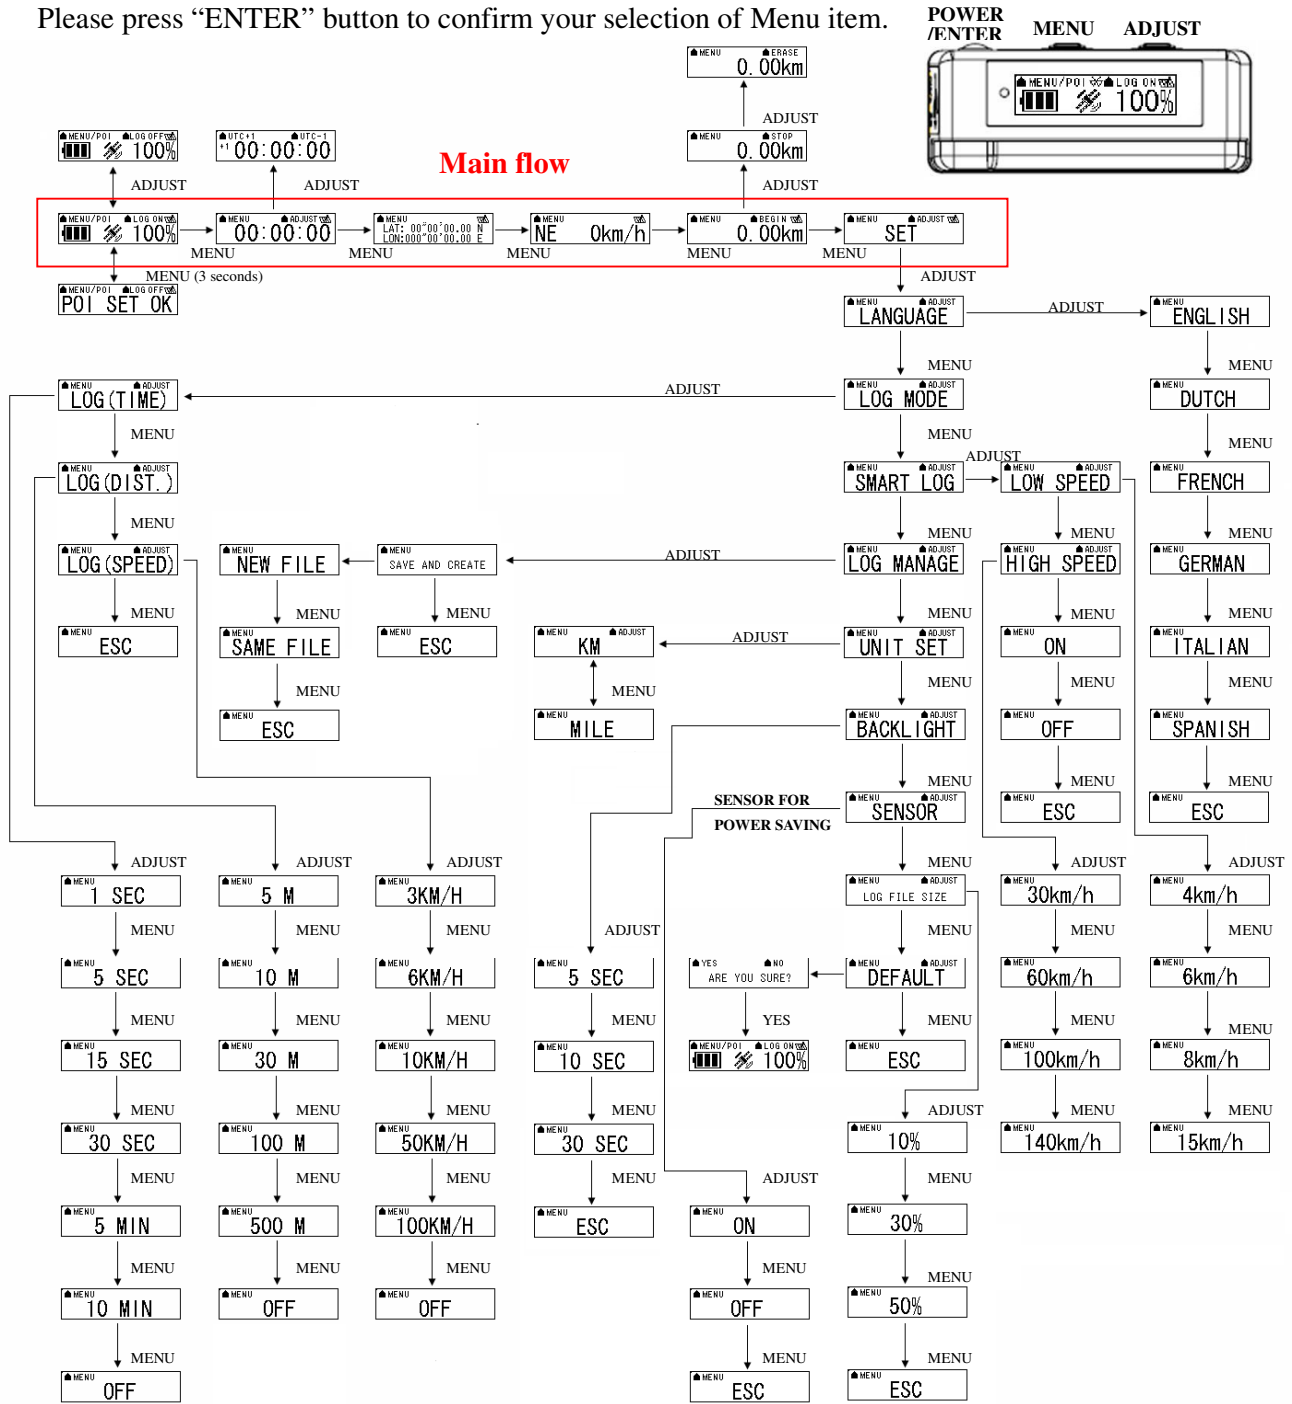 Please press “ENTER” button to confirm your selection of Menu item.
POWER
/ENTER
MENU
ADJUST
MENU/POI LOG ON
100%
MENU ERASE
0.00km
ADJUST
MENU/POI LOG OFF
100%
UTC+1 UTC-1
+1 00:00:00
MENU STOP
0.00km
Main flow
ADJUST
ADJUST
ADJUST
MENU/POI LOG ON
100%
MENU ADJUST
00:00:00
MENU
LAT: 00°00'00.00 N
LON:000°00'00.00 E
MENU
NE 0km/h
MENU BEGIN
0.00km
MENU ADJUST
SET
MENU
MENU
MENU
MENU
MENU
MENU (3 seconds)
ADJUST
MENU/POI LOG OFF
POI SET OK
MENU ADJUST
LANGUAGE
ADJUST
MENU
ENGLISH
MENU
MENU
MENU ADJUST
LOG(TIME)
ADJUST
MENU ADJUST
LOG MODE
MENU
DUTCH
MENU
MENU
MENU
MENU ADJUST
LOG(DIST.)
MENU ADJUST
SMART LOG
ADJUST
MENU ADJUST
LOW SPEED
MENU
FRENCH
MENU
MENU
MENU
MENU
MENU ADJUST
LOG(SPEED)
MENU
NEW FILE
MENU
SAVE AND CREATE
ADJUST
MENU ADJUST
LOG MANAGE
MENU ADJUST
HIGH SPEED
MENU
GERMAN
MENU
MENU
MENU
MENU
MENU
MENU
MENU
ESC
MENU
SAME FILE
MENU
ESC
MENU ADJUST
KM
ADJUST
MENU ADJUST
UNIT SET
MENU
ON
MENU
ITALIAN
MENU
MENU
MENU
MENU
MENU
MENU
ESC
MENU
MILE
MENU ADJUST
BACKLIGHT
MENU
OFF
MENU
SPANISH
MENU
MENU
MENU
SENSOR FOR
POWER SAVING
MENU ADJUST
SENSOR
MENU
ESC
MENU
ESC
ADJUST
ADJUST
ADJUST
MENU
ADJUST
ADJUST
MENU
1 SEC
MENU
5 M
MENU
3KM/H
MENU ADJUST
LOG FILE SIZE
MENU
30km/h
MENU
4km/h
MENU
MENU
MENU
ADJUST
MENU
MENU
MENU
MENU
5 SEC
MENU
10 M
MENU
6KM/H
MENU
5 SEC
YES NO
ARE YOU SURE?
MENU ADJUST
DEFAULT
MENU
60km/h
MENU
6km/h
MENU
MENU
MENU
MENU
YES
MENU
MENU
MENU
MENU
15 SEC
MENU
30 M
MENU
10KM/H
MENU
10 SEC
MENU/POI LOG ON
100%
MENU
ESC
MENU
100km/h
MENU
8km/h
MENU
MENU
MENU
MENU
ADJUST
MENU
MENU
MENU
30 SEC
MENU
100 M
MENU
50KM/H
MENU
30 SEC
MENU
10%
MENU
140km/h
MENU
15km/h
MENU
MENU
MENU
MENU
ADJUST
MENU
MENU
5 MIN
MENU
500 M
MENU
100KM/H
MENU
ESC
MENU
ON
MENU
30%
MENU
MENU
MENU
MENU
MENU
MENU
10 MIN
MENU
OFF
MENU
OFF
MENU
OFF
MENU
50%
MENU
MENU
MENU
MENU
OFF
MENU
ESC
MENU
ESC